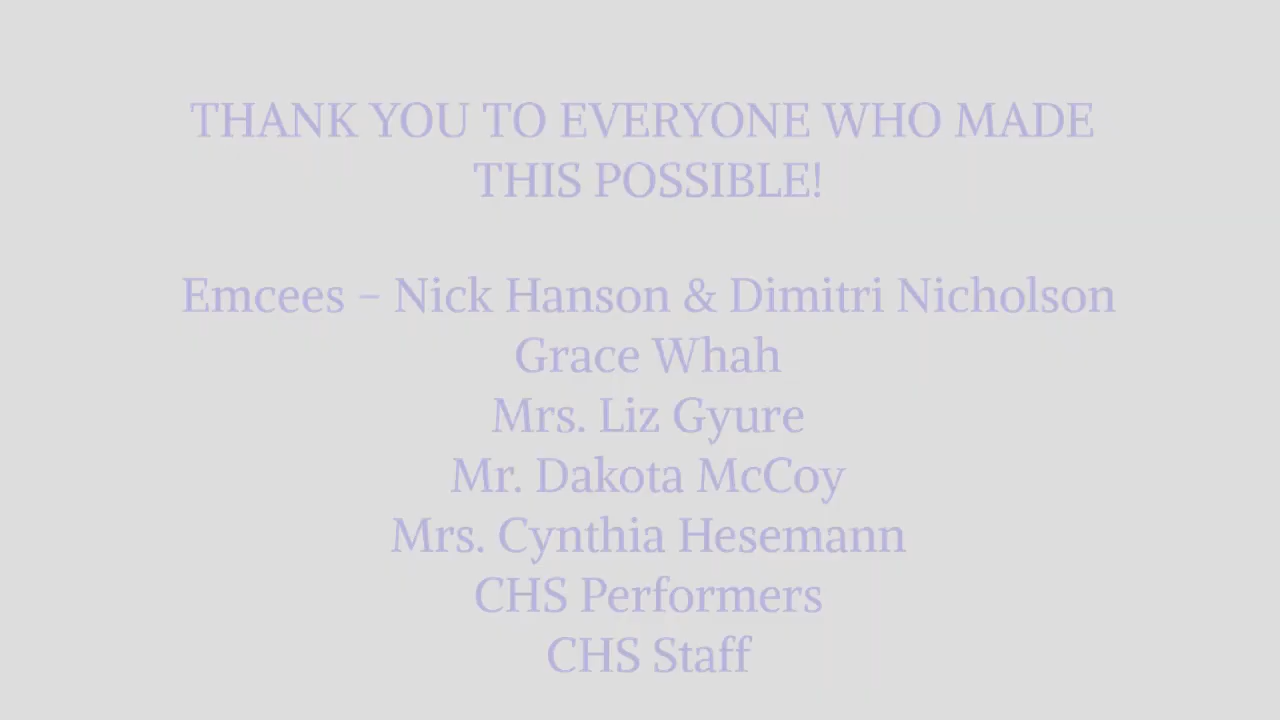 THANK YOU TO EVERYONE WHO MADE
THIS POSSIBLE!
Emcees – Nick Hanson & Dimitri Nicholson
Grace Whah
Mrs. Liz Gyure
Mr. Dakota McCoy
Mrs. Cynthia Hesemann
CHS Performers
CHS Staff